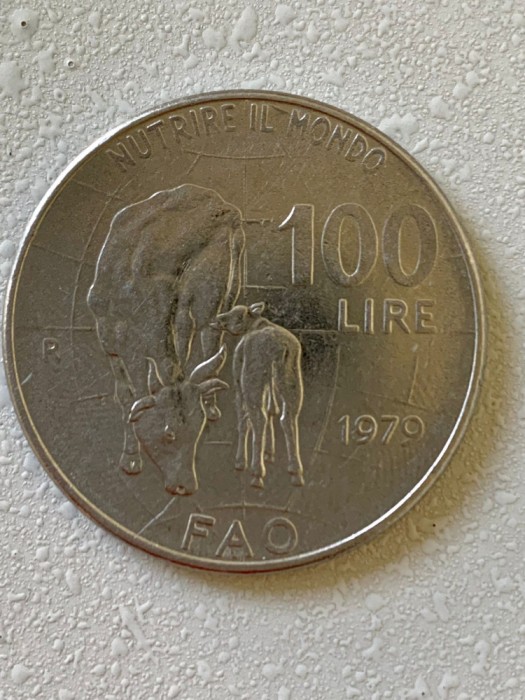 NUTRIRE IL MONDO
100
LIRE
R
1979
FAO